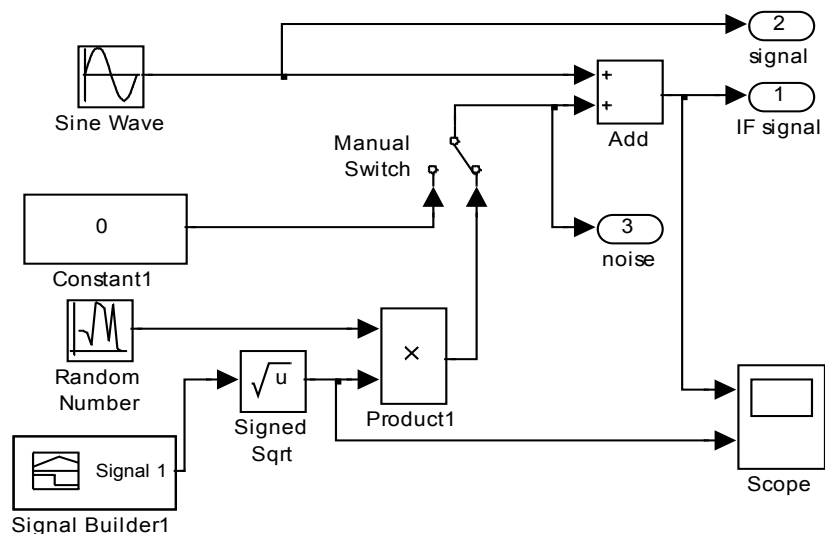 2
signal
Sine Wave
+
+
Add
1
IF signal
Manual
Switch
0
Constant1
3
noise
Random
Number
×
Product1
u
Signed
Sqrt
Signal 1
Signal Builder1
Scope